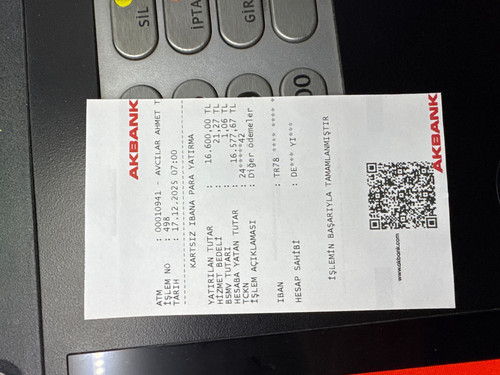 SİL
İPTA
GİR
00
AKBANK
ATM : 00010941 - AVCILAR AHMET T
İŞLEM NO : 498
TARİH : 17.12.2025 07:00
KARTSIZ IBANA PARA YATIRMA
YATIRILAN TUTAR : 16.600,00 TL
HİZMET BEDELİ : 21,27 TL
BSMV TUTARI : 1,06 TL
HESABA YATAN TUTAR : 16.577,67 TL
TCKN : 24*****42
İŞLEM AÇIKLAMASI : Diğer ödemeler
IBAN : TR78 **** **** *
HESAP SAHİBİ : DE*** Yİ***
İŞLEMİN BAŞARIYLA TAMAMLANMIŞTIR
www.akbank.com
AKBANK